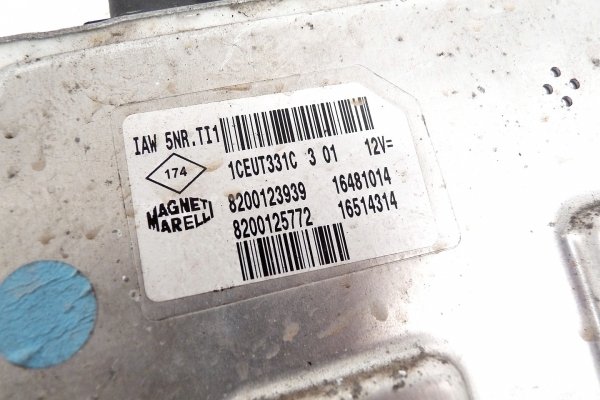 IAW 5NR.TI1
1CEUT331C 3 01 12V=
174
8200123939 16481014
MAGNETI
MARELLI
8200125772 16514314